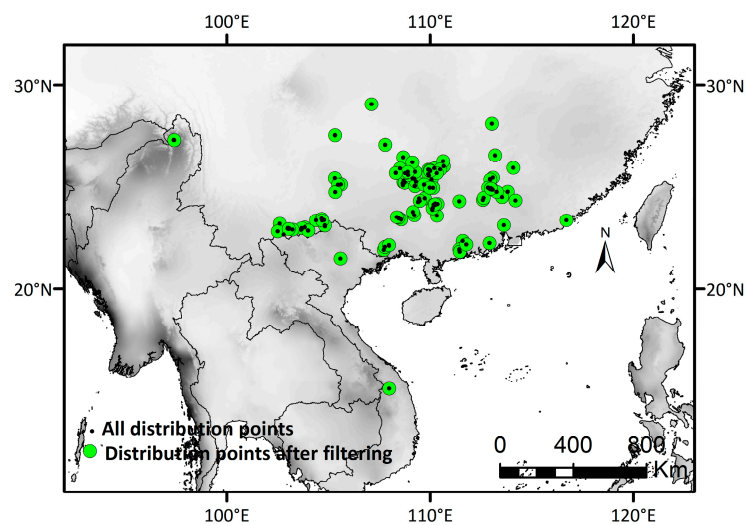 100°E 110°E 120°E
30°N 30°N
N
20°N 20°N
All distribution points
Distribution points after filtering
0 400 800
Km
100°E 110°E 120°E